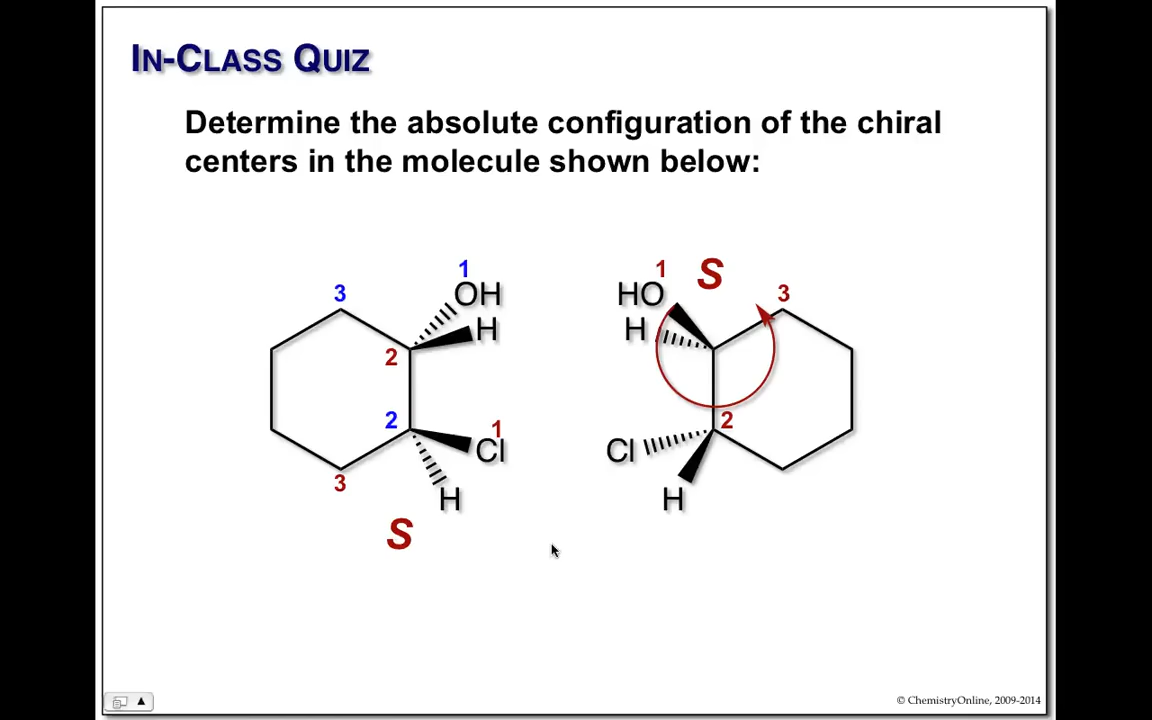 IN-CLASS QUIZ
Determine the absolute configuration of the chiral
centers in the molecule shown below:
1 1 S
3 OH HO 3
H H
2
2 1 2
Cl Cl
3 H H
S
© ChemistryOnline, 2009-2014